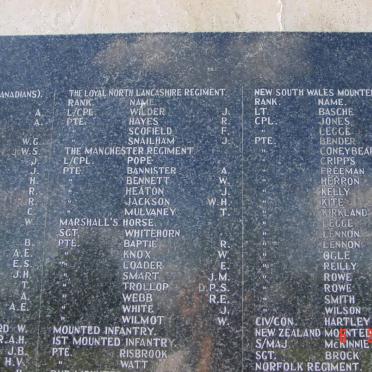 CANADIANS).
A.
A.
W.G.
J.W.S.
J.
J.
H.
R.
R.
C.
W.
B.
A.E.
E.S.
J.H.
T.
A.
A.E.
W.
R.A.H.
J.B.
H.V.
THE LOYAL NORTH LANCASHIRE REGIMENT.
RANK. NAME.
L/CPL. WILDER J.
PTE. HAYES R.
" SCOFIELD F.
" SNAILHAM J.
THE MANCHESTER REGIMENT.
L/CPL. POPE J.
PTE. BANNISTER A.
" BENNETT W.
" HEATON J.
" JACKSON W.H.
" MULVANEY T.
MARSHALL'S HORSE.
SGT. WHITEHORN
PTE. BAPTIE R.
" KNOX W.
" LOADER E.
" SMART J.M.
" TROLLOP D.P.S.
" WEBB R.E.
" WHITE J.
" WILMOT W.
MOUNTED INFANTRY.
1ST MOUNTED INFANTRY.
PTE. RISBROOK
" WATT
NEW SOUTH WALES MOUNTED
RANK. NAME.
LT. BASCHE
CPL. JONES
" LEGGE
PTE. BENDER
" CONEYBEA
" CRIPPS
" FREEMAN
" HERRON
" KELLY
" KITE
" KIRKLAND
" LEGGE
" LENNON
" LENNON
" OGLE
" REILLY
" ROWE
" ROWE
" SMITH
" WILSON
CIV/CON. HARTLEY
NEW ZEALAND MOUNTED
S/MAJ. McKINNIE
SGT. BROCK
NORFOLK REGIMENT.